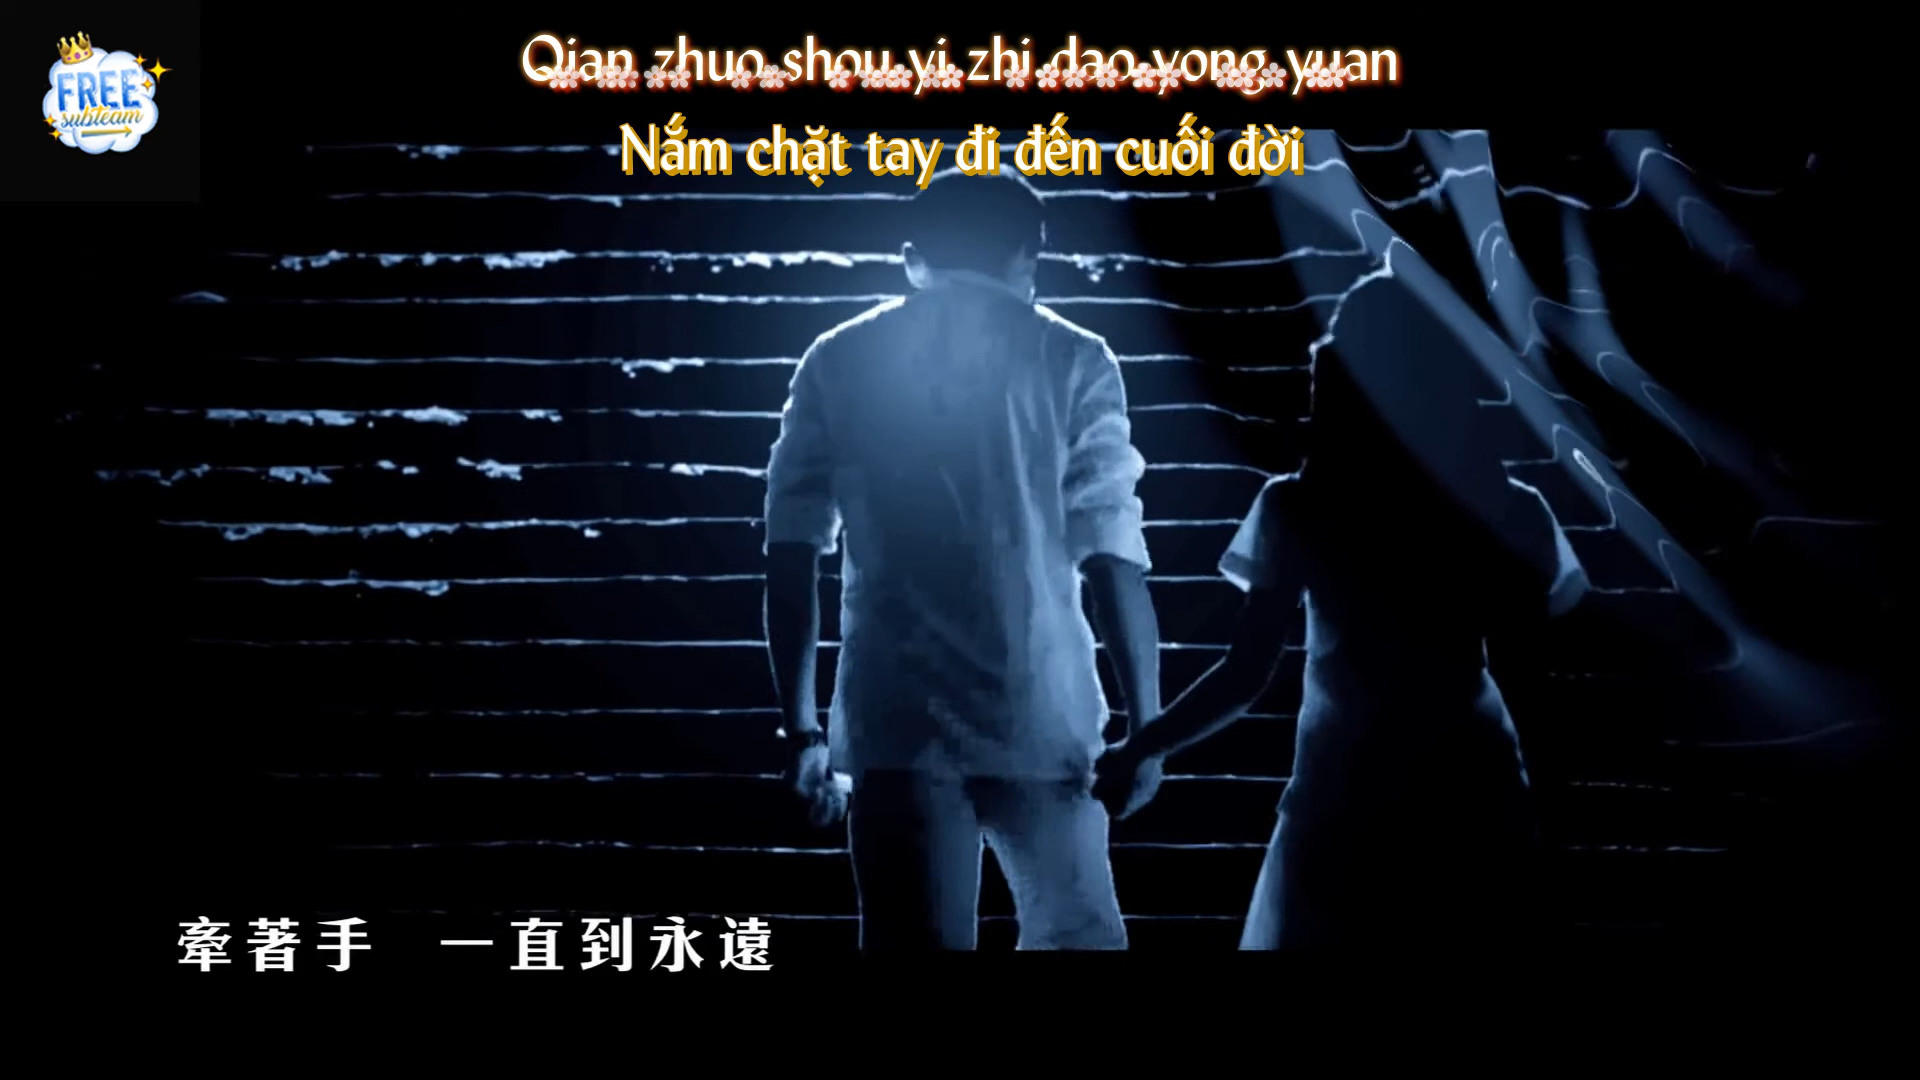 FREE
subteam
Qian zhuo shou yi zhi dao yong yuan
Nắm chặt tay đi đến cuối đời
牽著手 一直到永遠